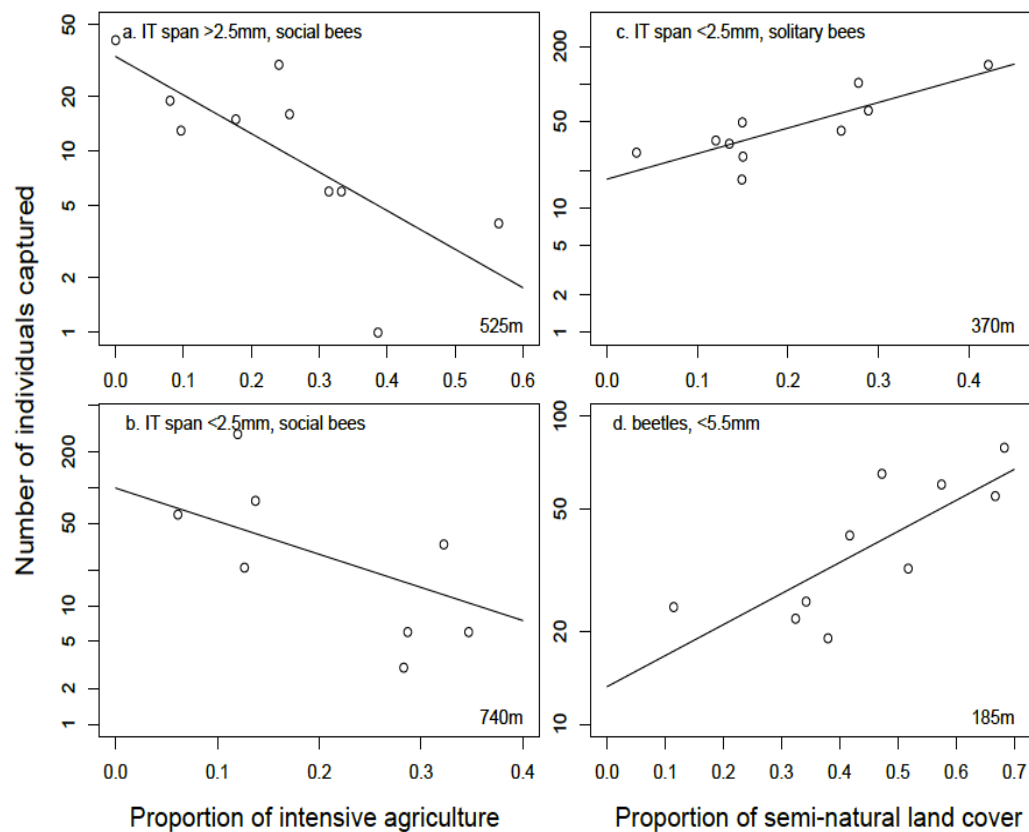 Number of individuals captured
a. IT span >2.5mm, social bees
50
20
10
5
2
1
525m
0.0 0.1 0.2 0.3 0.4 0.5 0.6
c. IT span <2.5mm, solitary bees
200
50
10
5
2
1
370m
0.0 0.1 0.2 0.3 0.4
b. IT span <2.5mm, social bees
200
50
10
5
2
1
740m
0.0 0.1 0.2 0.3 0.4
Proportion of intensive agriculture
d. beetles, <5.5mm
100
50
20
10
185m
0.0 0.1 0.2 0.3 0.4 0.5 0.6 0.7
Proportion of semi-natural land cover